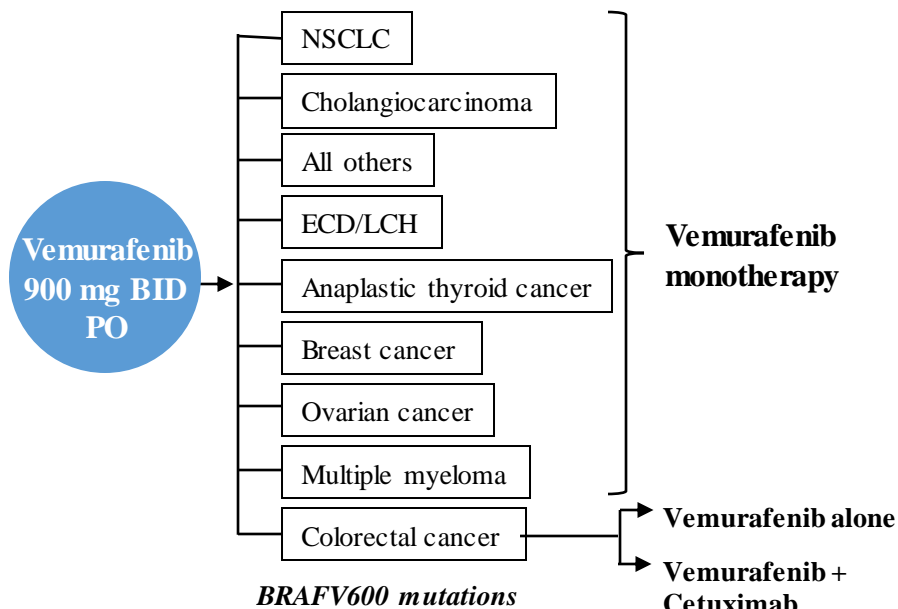 Vemurafenib
900 mg BID
PO
NSCLC
Cholangiocarcinoma
All others
ECD/LCH
Anaplastic thyroid cancer
Breast cancer
Ovarian cancer
Multiple myeloma
Colorectal cancer
Vemurafenib
monotherapy
Vemurafenib alone
Vemurafenib +
Cetuximab
BRAFV600 mutations